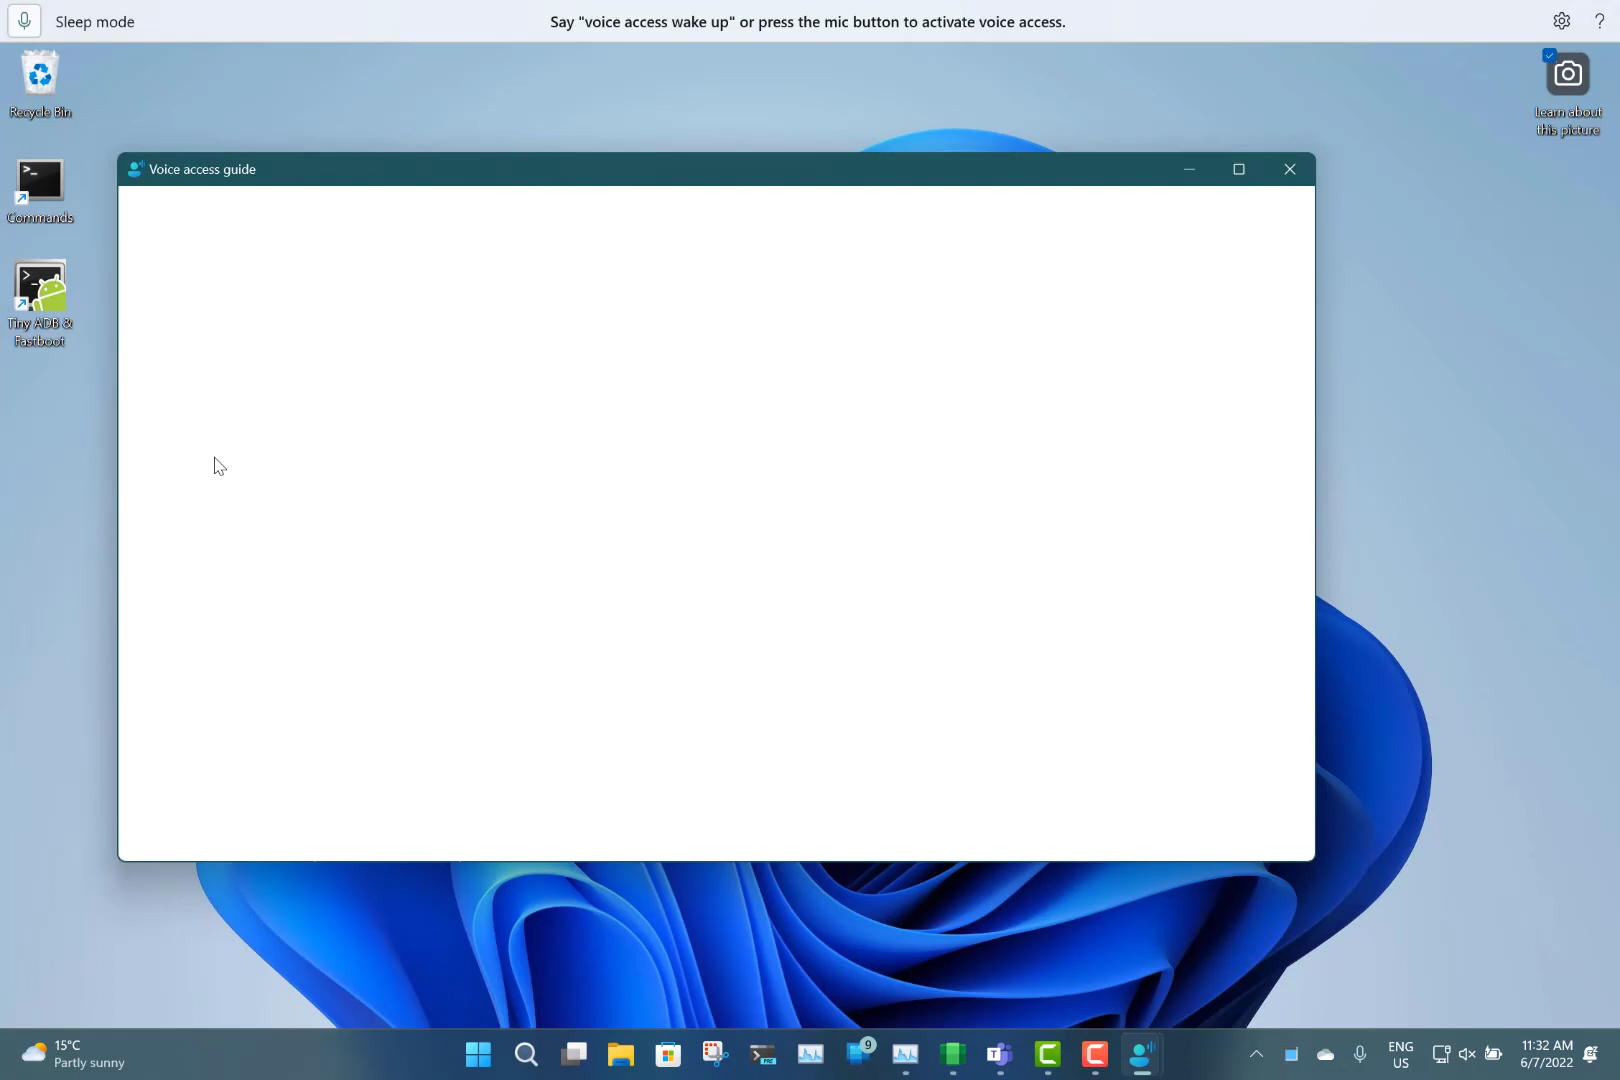 Sleep mode
Say "voice access wake up" or press the mic button to activate voice access.
?
Recycle Bin
Learn about
this picture
Commands
Tiny ADB &
Fastboot
Voice access guide
15°C
Partly sunny
PRE
9
T
ENG
US
11:32 AM
6/7/2022